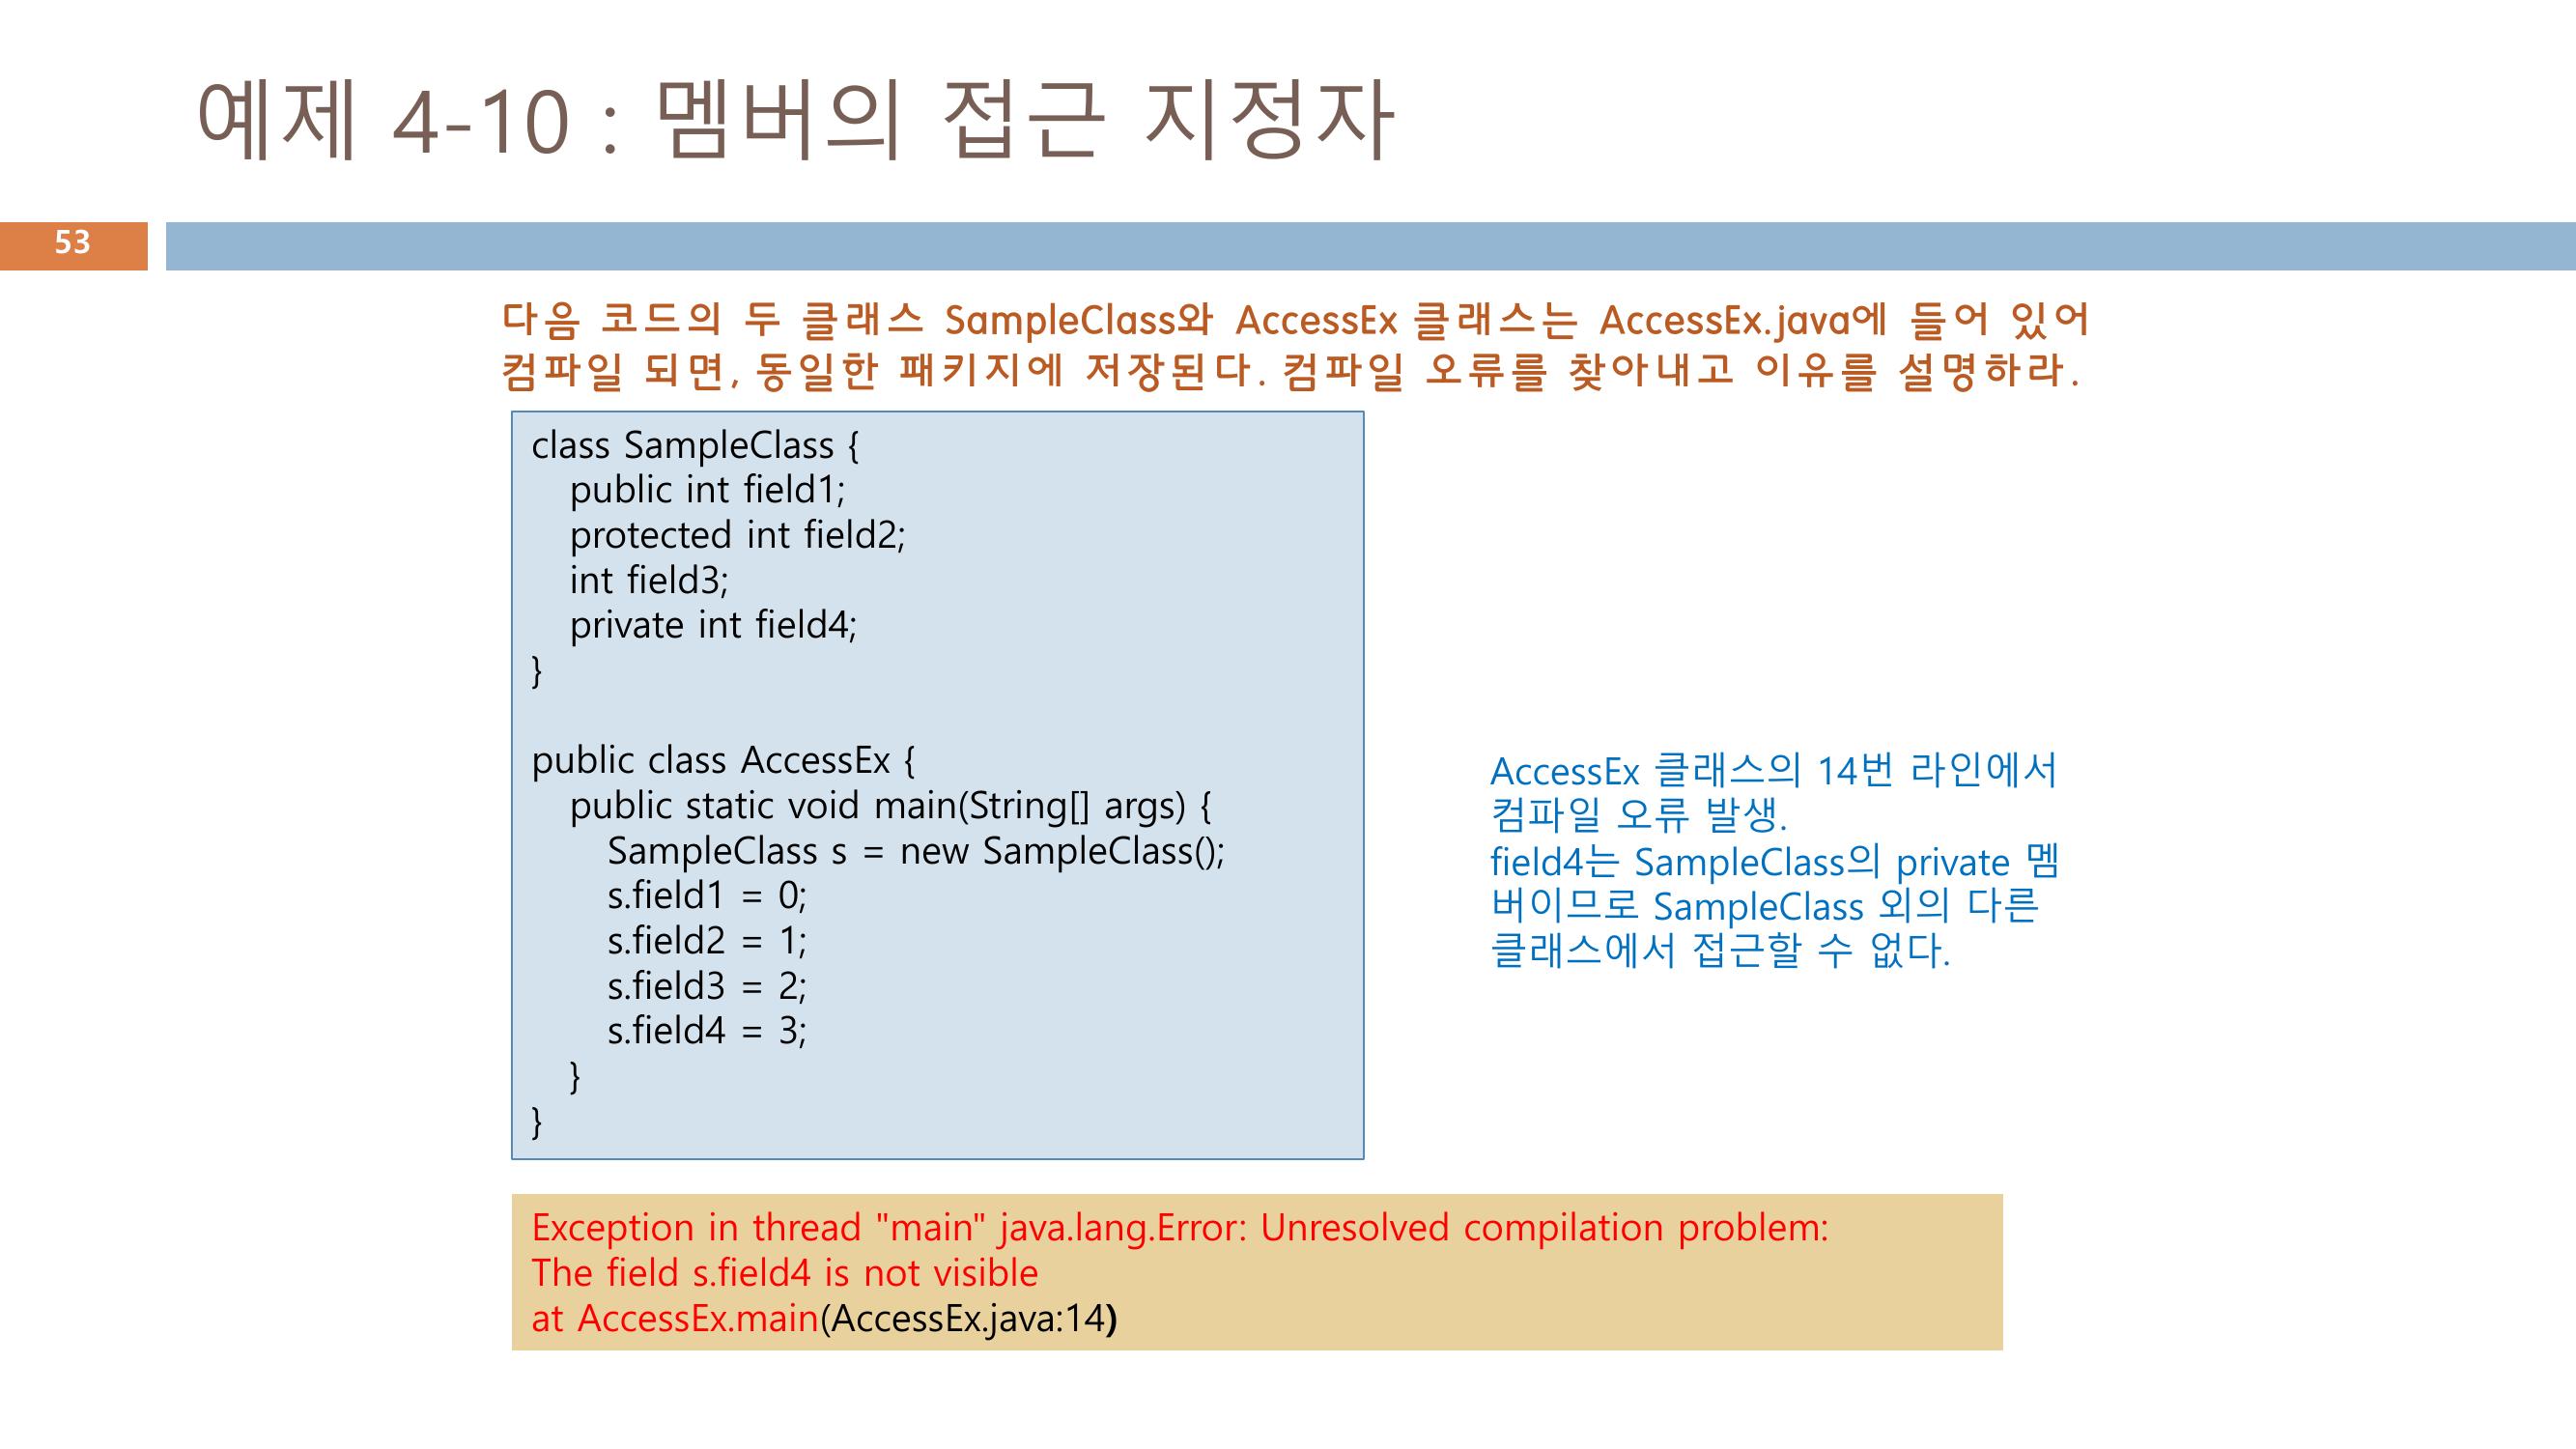 예제 4-10 : 멤버의 접근 지정자
53
다음 코드의 두 클래스 SampleClass와 AccessEx 클래스는 AccessEx.java에 들어 있어
컴파일 되면, 동일한 패키지에 저장된다. 컴파일 오류를 찾아내고 이유를 설명하라.
class SampleClass {
public int field1;
protected int field2;
int field3;
private int field4;
}
public class AccessEx {
public static void main(String[] args) {
SampleClass s = new SampleClass();
s.field1 = 0;
s.field2 = 1;
s.field3 = 2;
s.field4 = 3;
}
}
AccessEx 클래스의 14번 라인에서
컴파일 오류 발생.
field4는 SampleClass의 private 멤
버이므로 SampleClass 외의 다른
클래스에서 접근할 수 없다.
Exception in thread "main" java.lang.Error: Unresolved compilation problem:
The field s.field4 is not visible
at AccessEx.main(AccessEx.java:14)